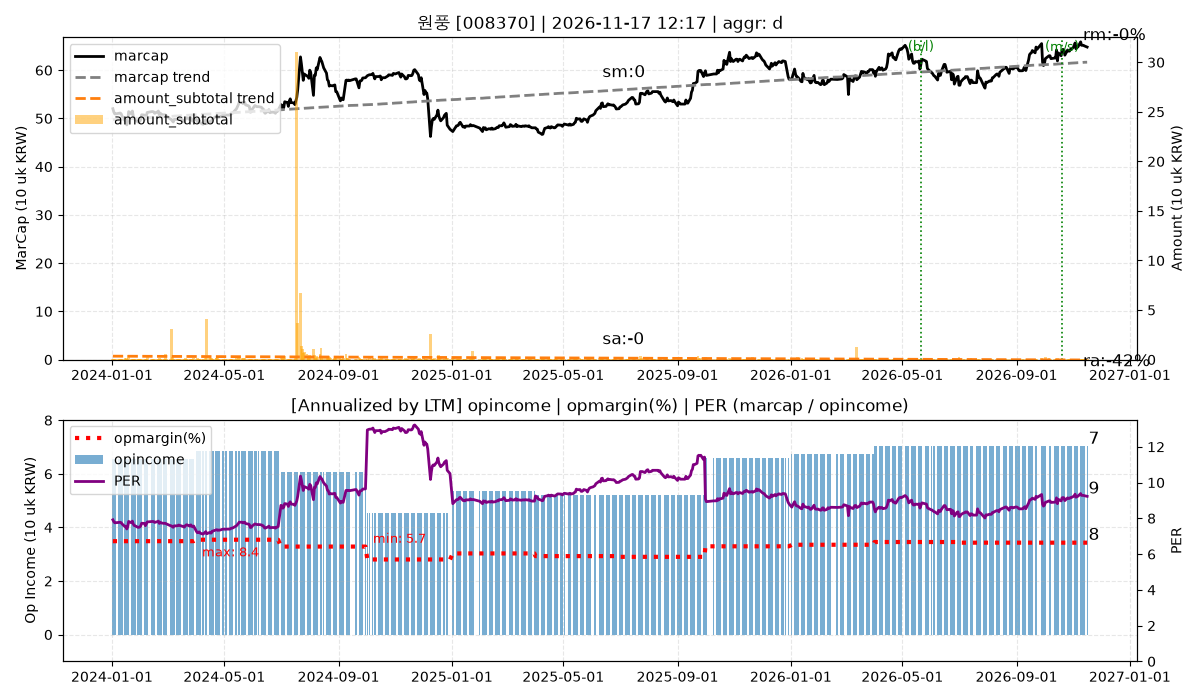 원풍 [008370] | 2026-11-17 12:17 | aggr: d
marcap
marcap trend
amount_subtotal trend
amount_subtotal
sm:0
sa:-0
(b/l)
(m/s)
rm:-0%
ra:-42%
MarCap (10 uk KRW)
60
50
40
30
20
10
0
Amount (10 uk KRW)
30
25
20
15
10
5
0
2024-01-01
2024-05-01
2024-09-01
2025-01-01
2025-05-01
2025-09-01
2026-01-01
2026-05-01
2026-09-01
2027-01-01
[Annualized by LTM] opincome | opmargin(%) | PER (marcap / opincome)
opmargin(%)
opincome
PER
max: 8.4
min: 5.7
7
9
8
Op Income (10 uk KRW)
8
6
4
2
0
PER
12
10
8
6
4
2
0
2024-01-01
2024-05-01
2024-09-01
2025-01-01
2025-05-01
2025-09-01
2026-01-01
2026-05-01
2026-09-01
2027-01-01